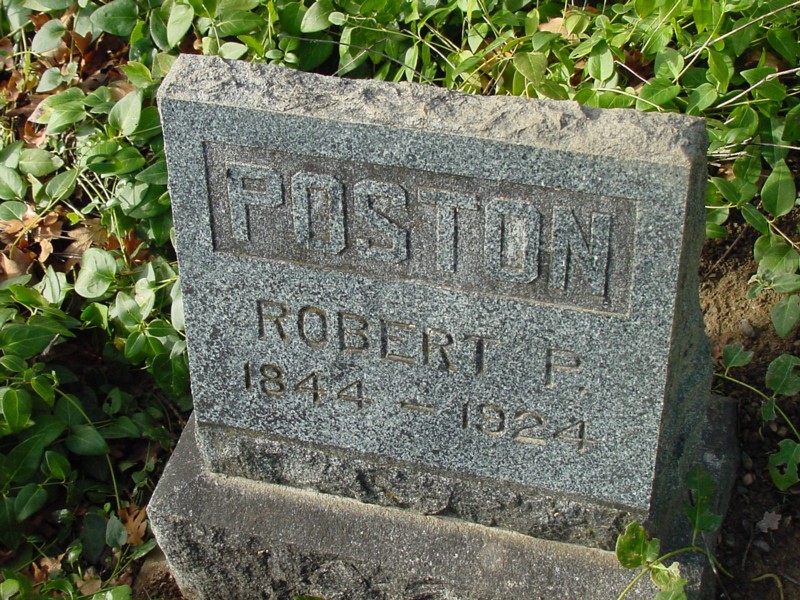 POSTON
ROBERT P.
1844 - 1924